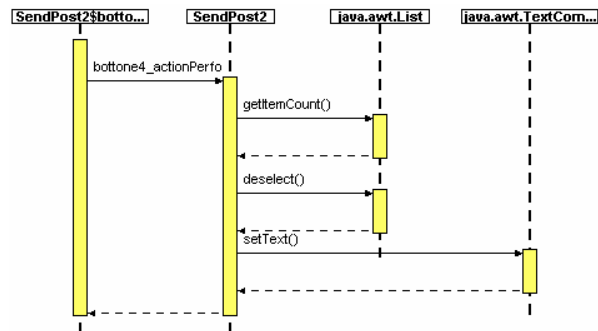 SendPost2$botto...
SendPost2
java.awt.List
java.awt.TextCom...
bottone4_actionPerfo
getItemCount()
deselect()
setText()